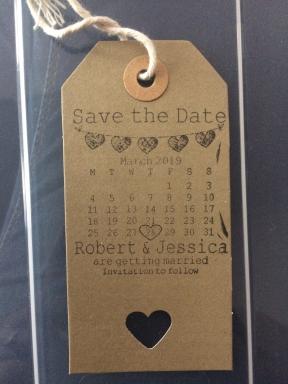 Save the Date
March 2019
M T W T F S S
1 2 3
4 5 6 7 8 9 10
11 12 13 14 15 16 17
18 19 20 21 22 23 24
25 26 27 28 29 30 31
Robert & Jessica
are getting married
Invitation to follow